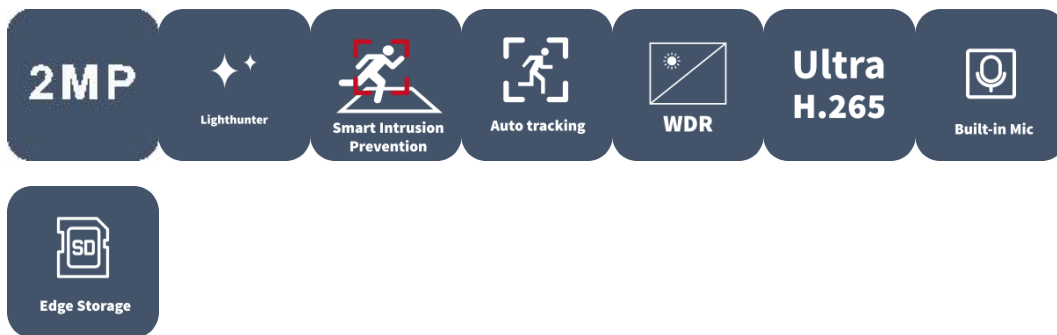 2MP
Lighthunter
Smart Intrusion
Prevention
Auto tracking
WDR
Ultra
H.265
Built-in Mic
SD
Edge Storage